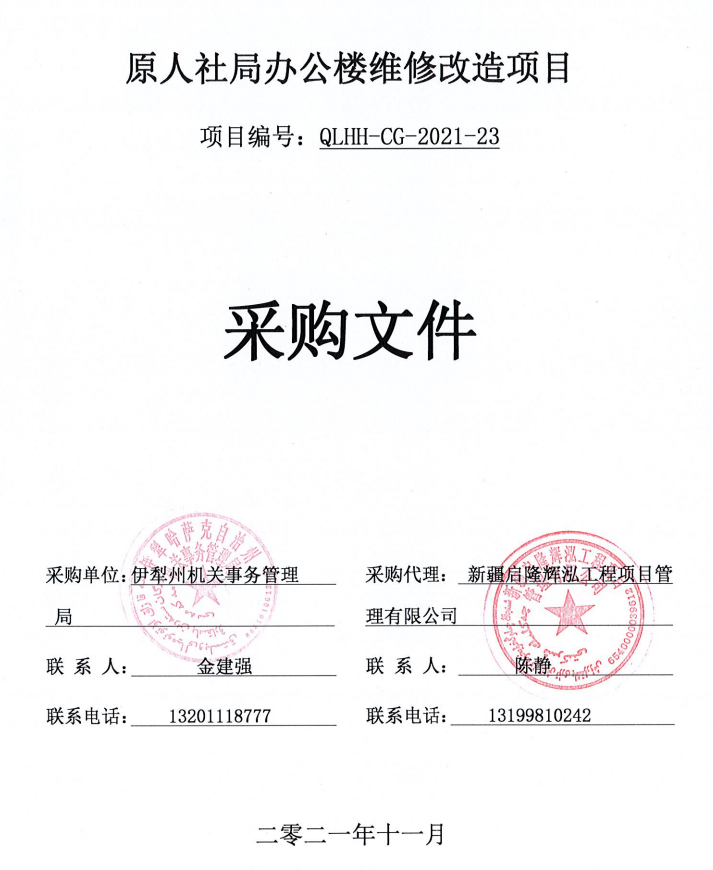 原人社局办公楼维修改造项目
项目编号：QLHH-CG-2021-23
采购文件
采购单位：伊犁州机关事务管理
局
联 系 人：金建强
联系电话：13201118777
采购代理：新疆启隆辉泓工程项目管
理有限公司
联 系 人：陈静
联系电话：13199810242
二零二一年十一月